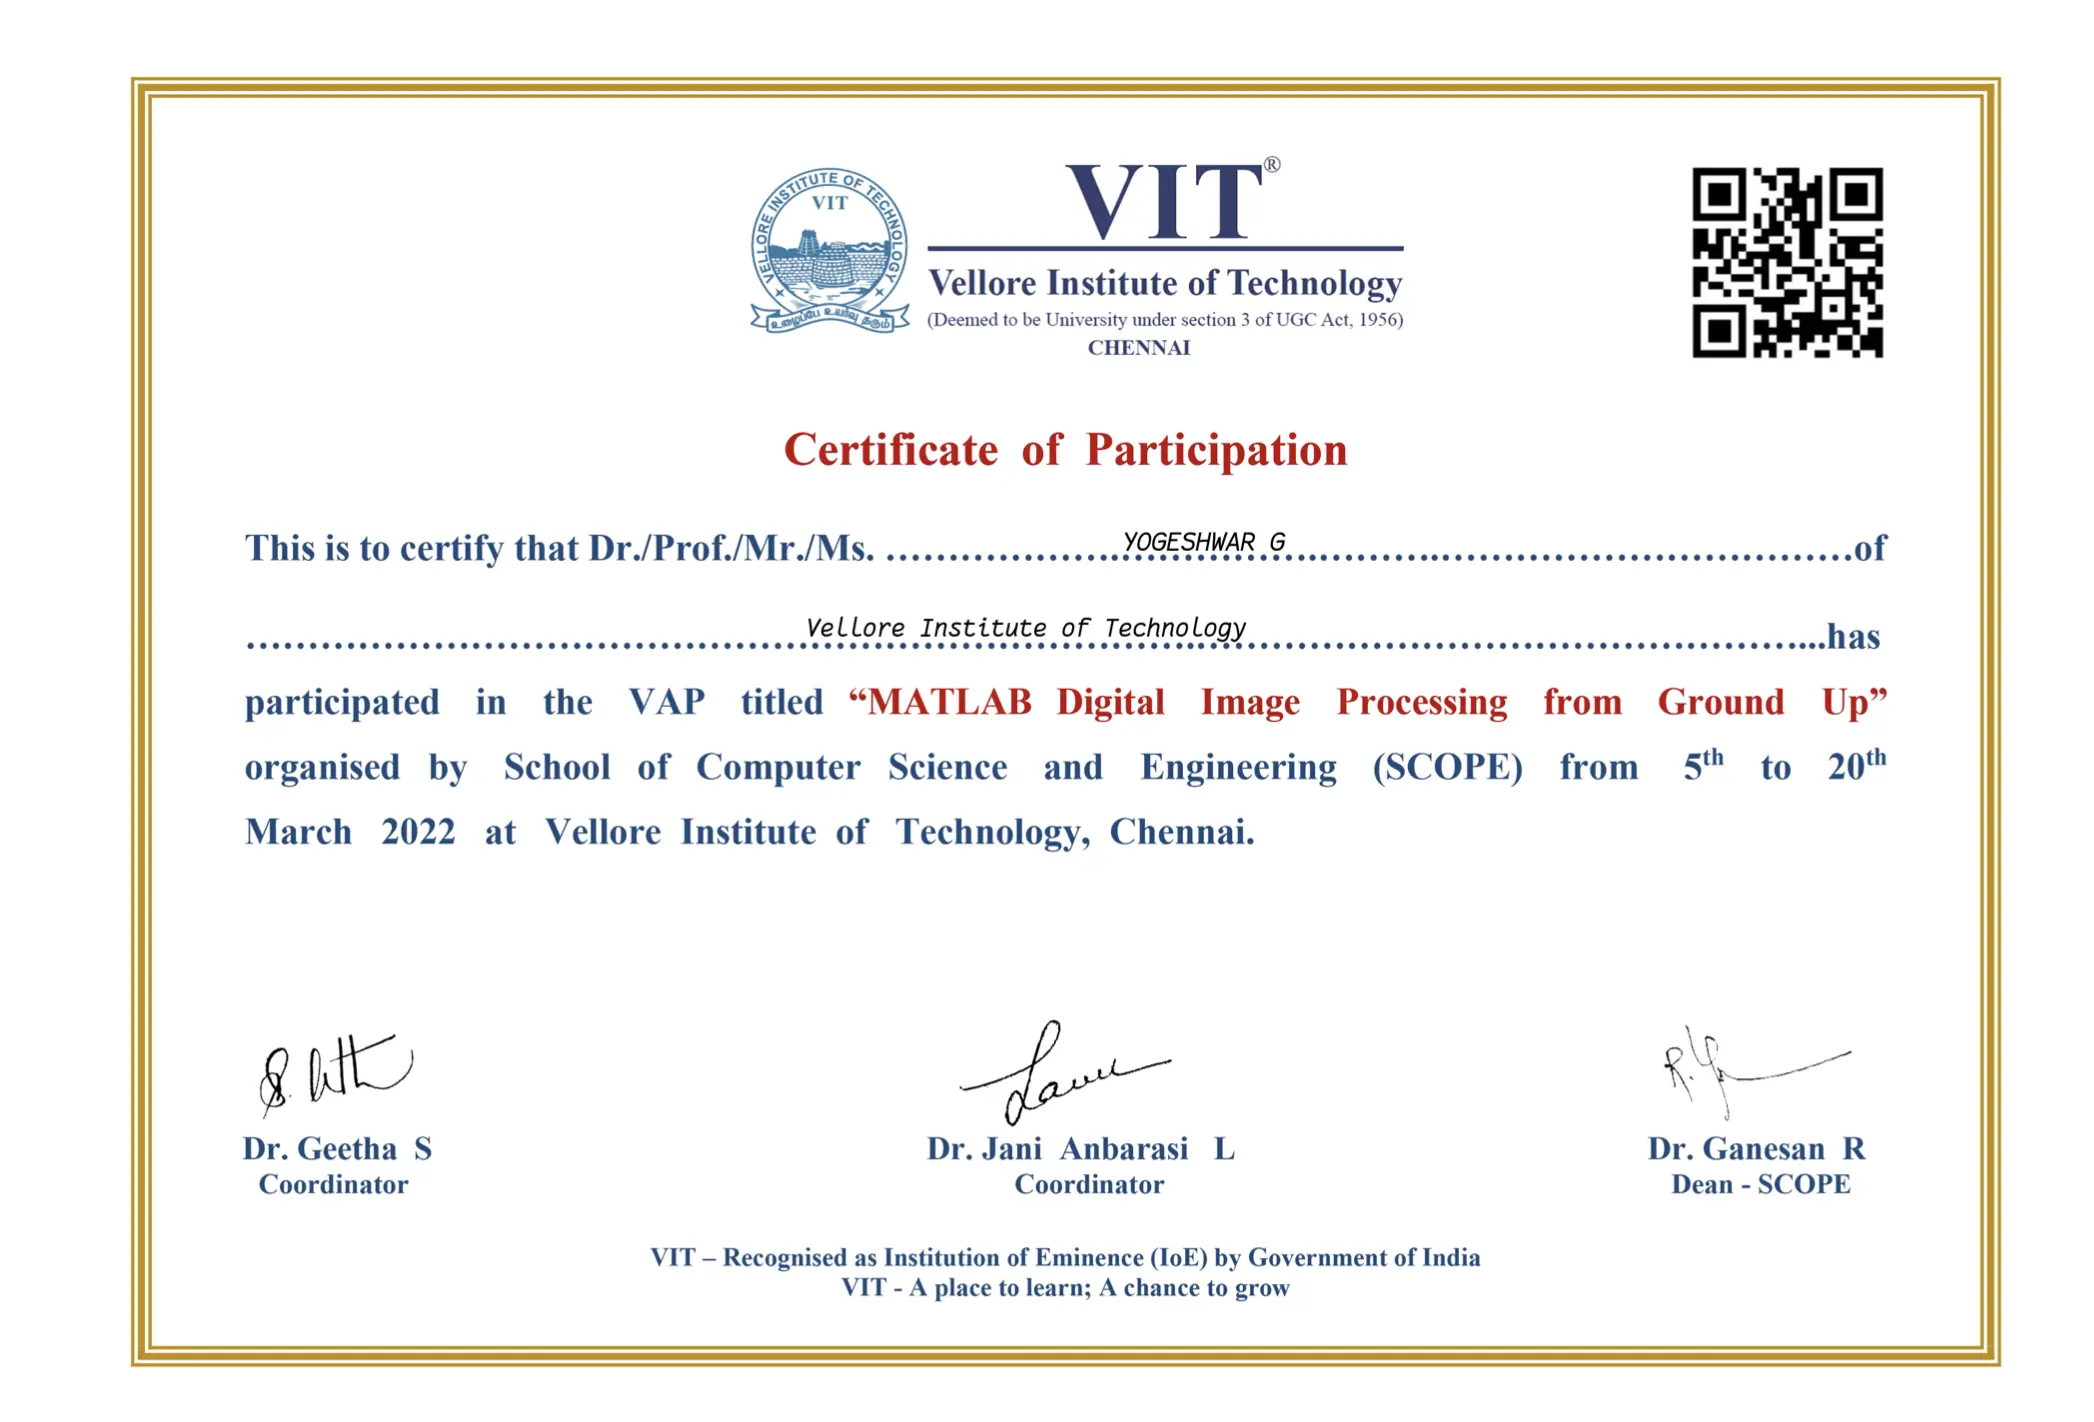 VELLORE INSTITUTE OF TECHNOLOGY
VIT
உழைப்பே உயர்வு தரும்
VIT®
Vellore Institute of Technology
(Deemed to be University under section 3 of UGC Act, 1956)
CHENNAI
Certificate of Participation
This is to certify that Dr./Prof./Mr./Ms. ……………….YOGESHWAR G……………………………………of
……………………………………Vellore Institute of Technology……………………………………...has
participated in the VAP titled “MATLAB Digital Image Processing from Ground Up”
organised by School of Computer Science and Engineering (SCOPE) from 5th to 20th
March 2022 at Vellore Institute of Technology, Chennai.
Dr. Geetha S
Coordinator
Dr. Jani Anbarasi L
Coordinator
Dr. Ganesan R
Dean - SCOPE
VIT – Recognised as Institution of Eminence (IoE) by Government of India
VIT - A place to learn; A chance to grow